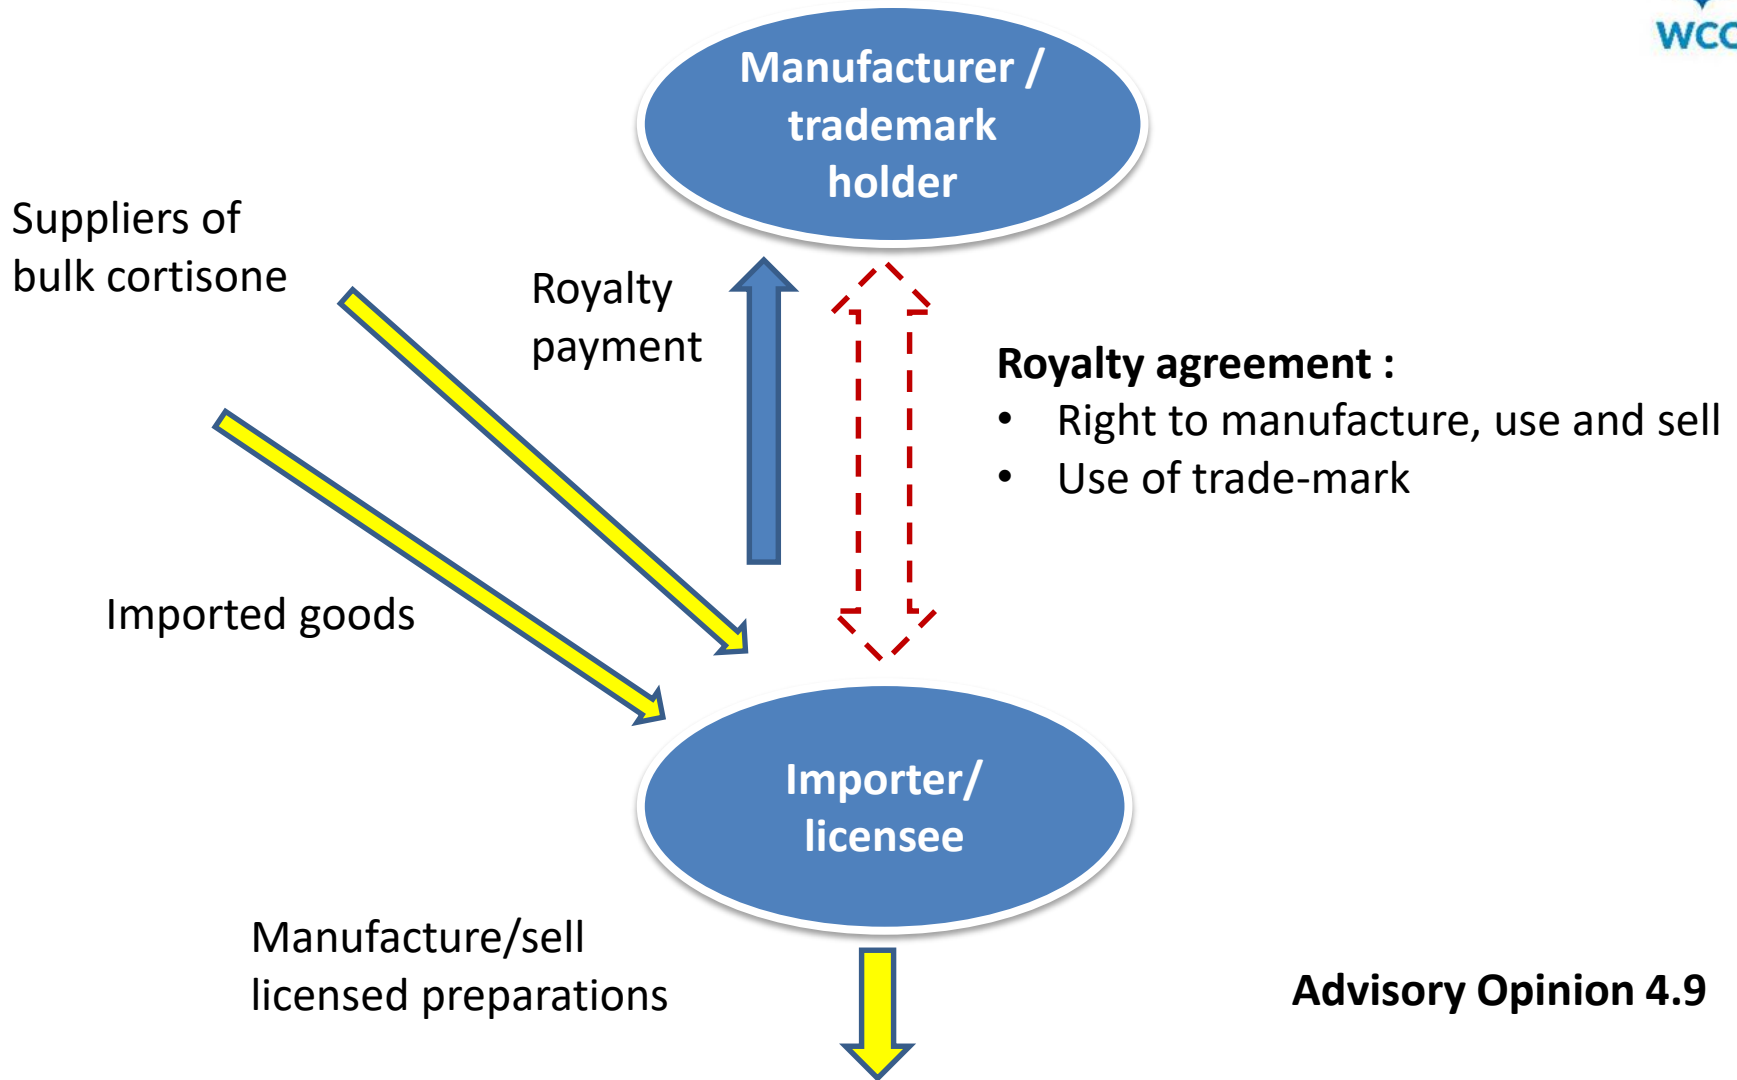 Manufacturer /
trademark
holder
Suppliers of
bulk cortisone
Royalty
payment
Royalty agreement :
• Right to manufacture, use and sell
• Use of trade-mark
Imported goods
Importer/
licensee
Manufacture/sell
licensed preparations
Advisory Opinion 4.9